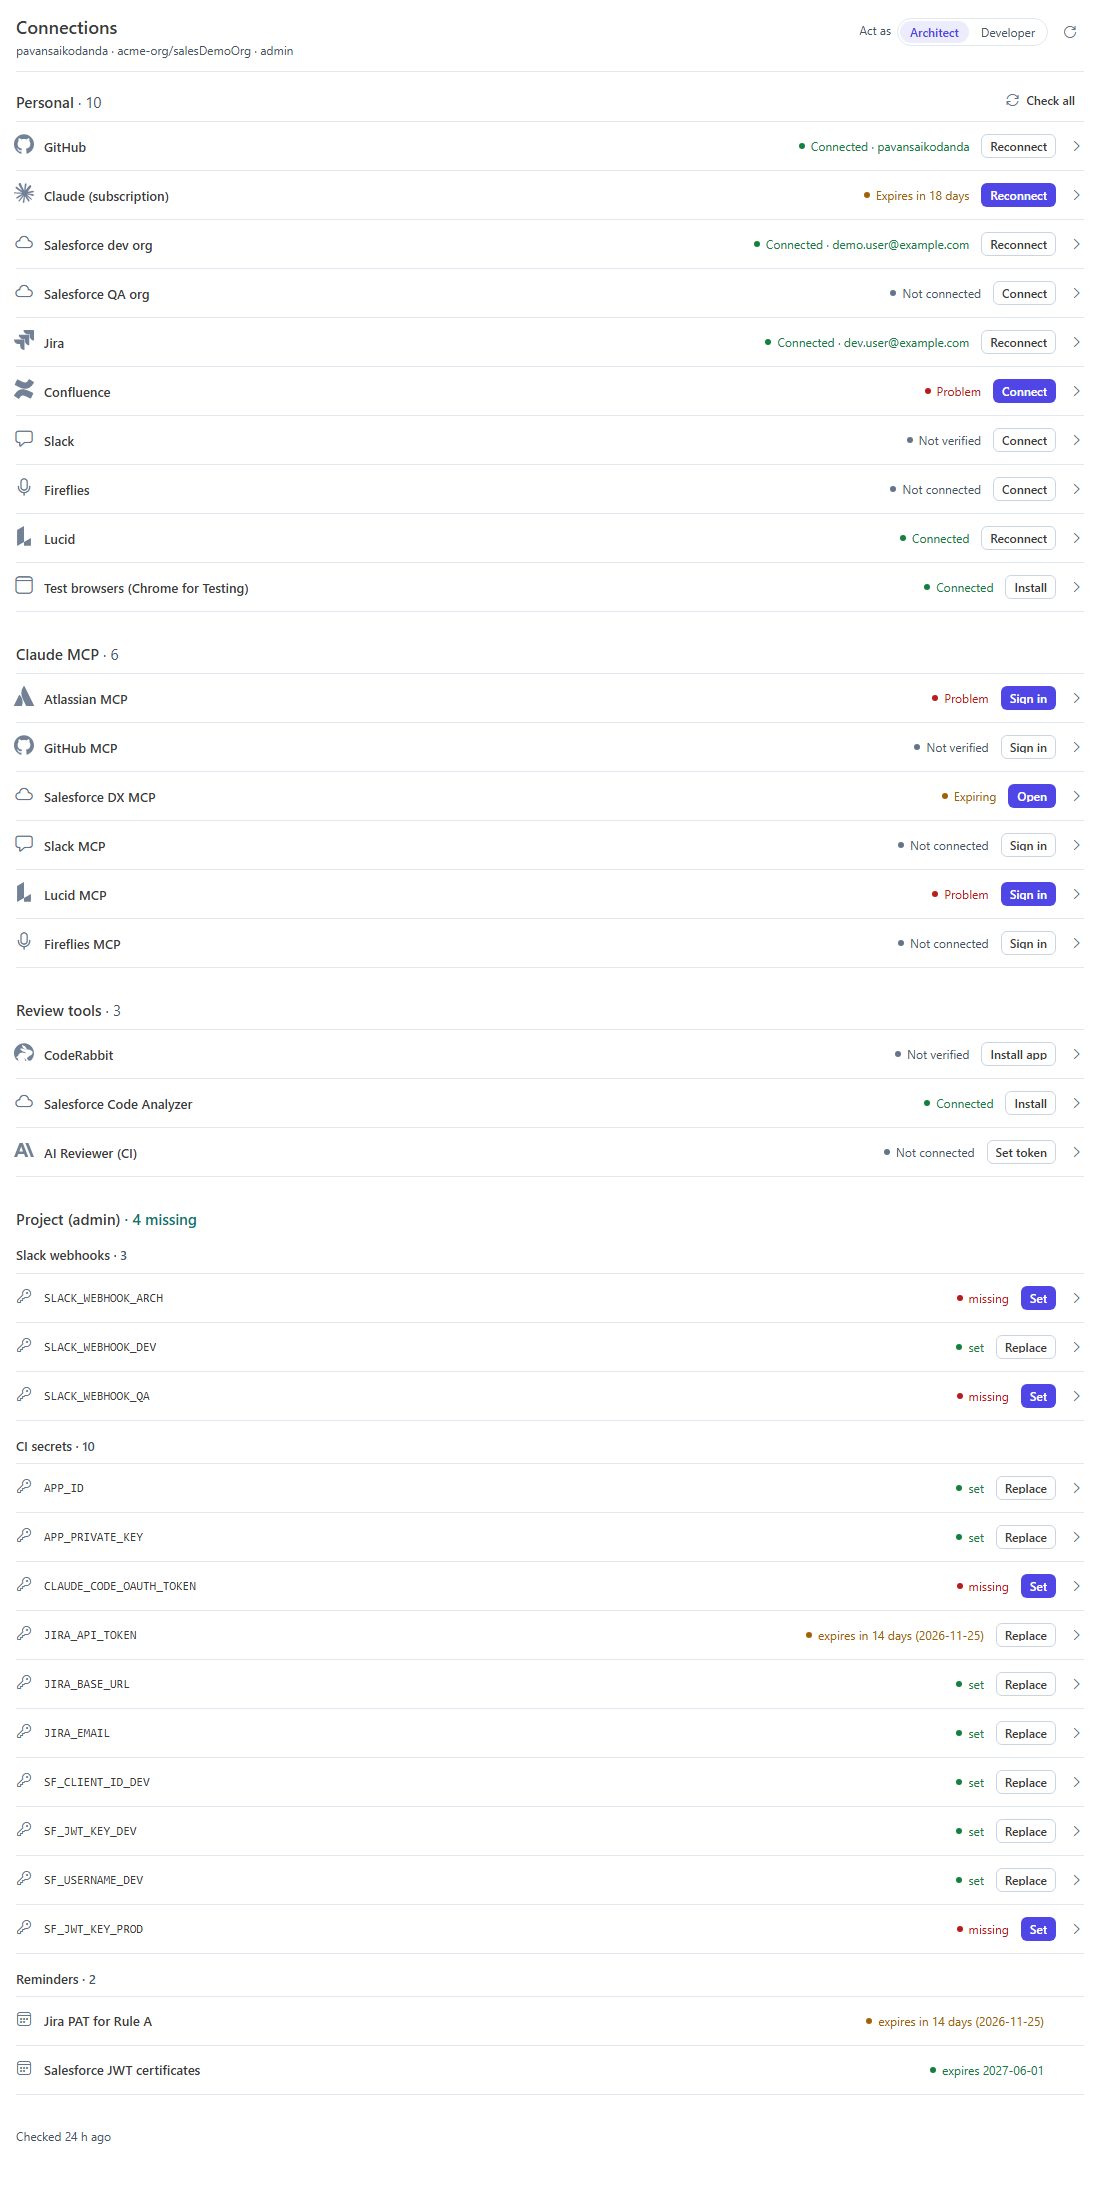 Connections
pavansaikodanda · acme-org/salesDemoOrg · admin
Act as Architect Developer
Personal · 10 Check all
GitHub Connected · pavansaikodanda Reconnect
Claude (subscription) Expires in 18 days Reconnect
Salesforce dev org Connected · demo.user@example.com Reconnect
Salesforce QA org Not connected Connect
Jira Connected · dev.user@example.com Reconnect
Confluence Problem Connect
Slack Not verified Connect
Fireflies Not connected Connect
Lucid Connected Reconnect
Test browsers (Chrome for Testing) Connected Install
Claude MCP · 6
Atlassian MCP Problem Sign in
GitHub MCP Not verified Sign in
Salesforce DX MCP Expiring Open
Slack MCP Not connected Sign in
Lucid MCP Problem Sign in
Fireflies MCP Not connected Sign in
Review tools · 3
CodeRabbit Not verified Install app
Salesforce Code Analyzer Connected Install
AI Reviewer (CI) Not connected Set token
Project (admin) · 4 missing
Slack webhooks · 3
SLACK_WEBHOOK_ARCH missing Set
SLACK_WEBHOOK_DEV set Replace
SLACK_WEBHOOK_QA missing Set
CI secrets · 10
APP_ID set Replace
APP_PRIVATE_KEY set Replace
CLAUDE_CODE_OAUTH_TOKEN missing Set
JIRA_API_TOKEN expires in 14 days (2026-11-25) Replace
JIRA_BASE_URL set Replace
JIRA_EMAIL set Replace
SF_CLIENT_ID_DEV set Replace
SF_JWT_KEY_DEV set Replace
SF_USERNAME_DEV set Replace
SF_JWT_KEY_PROD missing Set
Reminders · 2
Jira PAT for Rule A expires in 14 days (2026-11-25)
Salesforce JWT certificates expires 2027-06-01
Checked 24 h ago